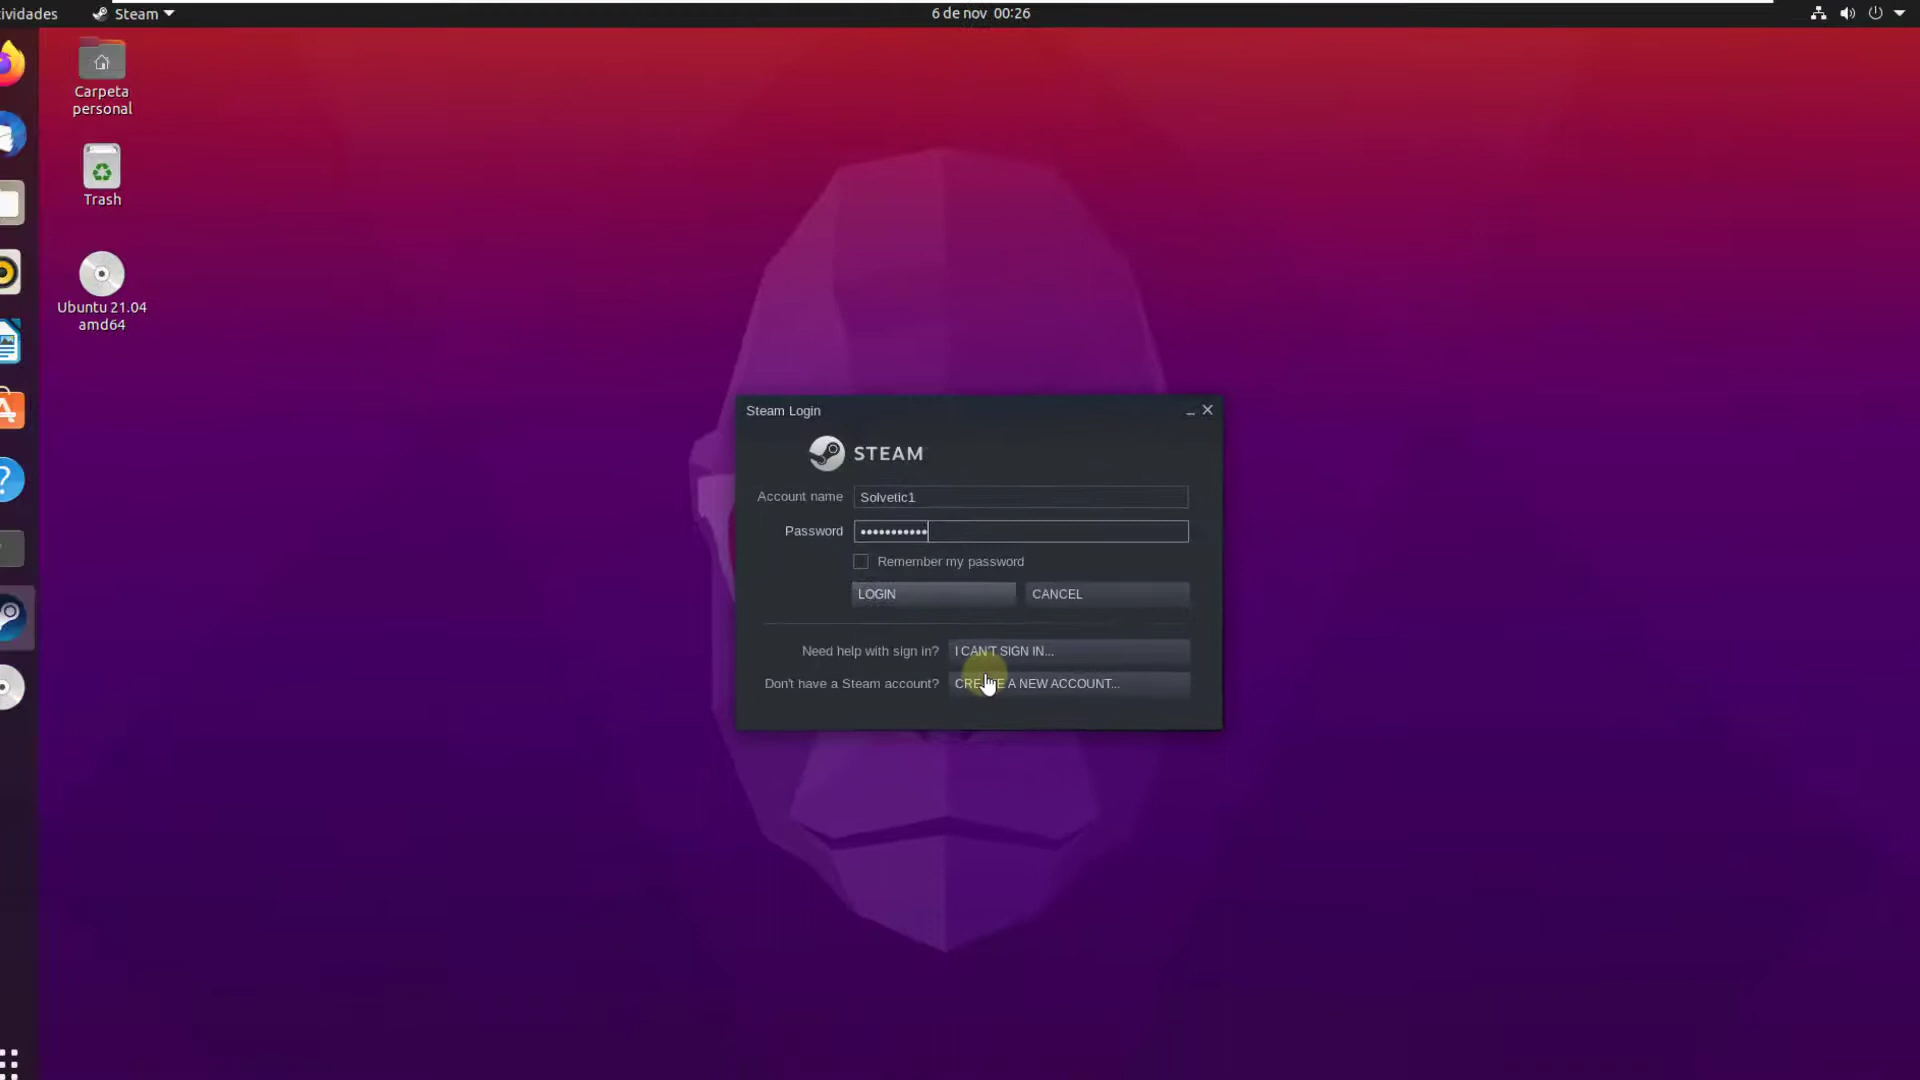 ividades
Steam
6 de nov 00:26
Carpeta
personal
Trash
Ubuntu 21.04
amd64
Steam Login
STEAM
Account name
Solvetic1
Password
•••••••••••
Remember my password
LOGIN
CANCEL
Need help with sign in?
I CAN'T SIGN IN...
Don't have a Steam account?
CREATE A NEW ACCOUNT...